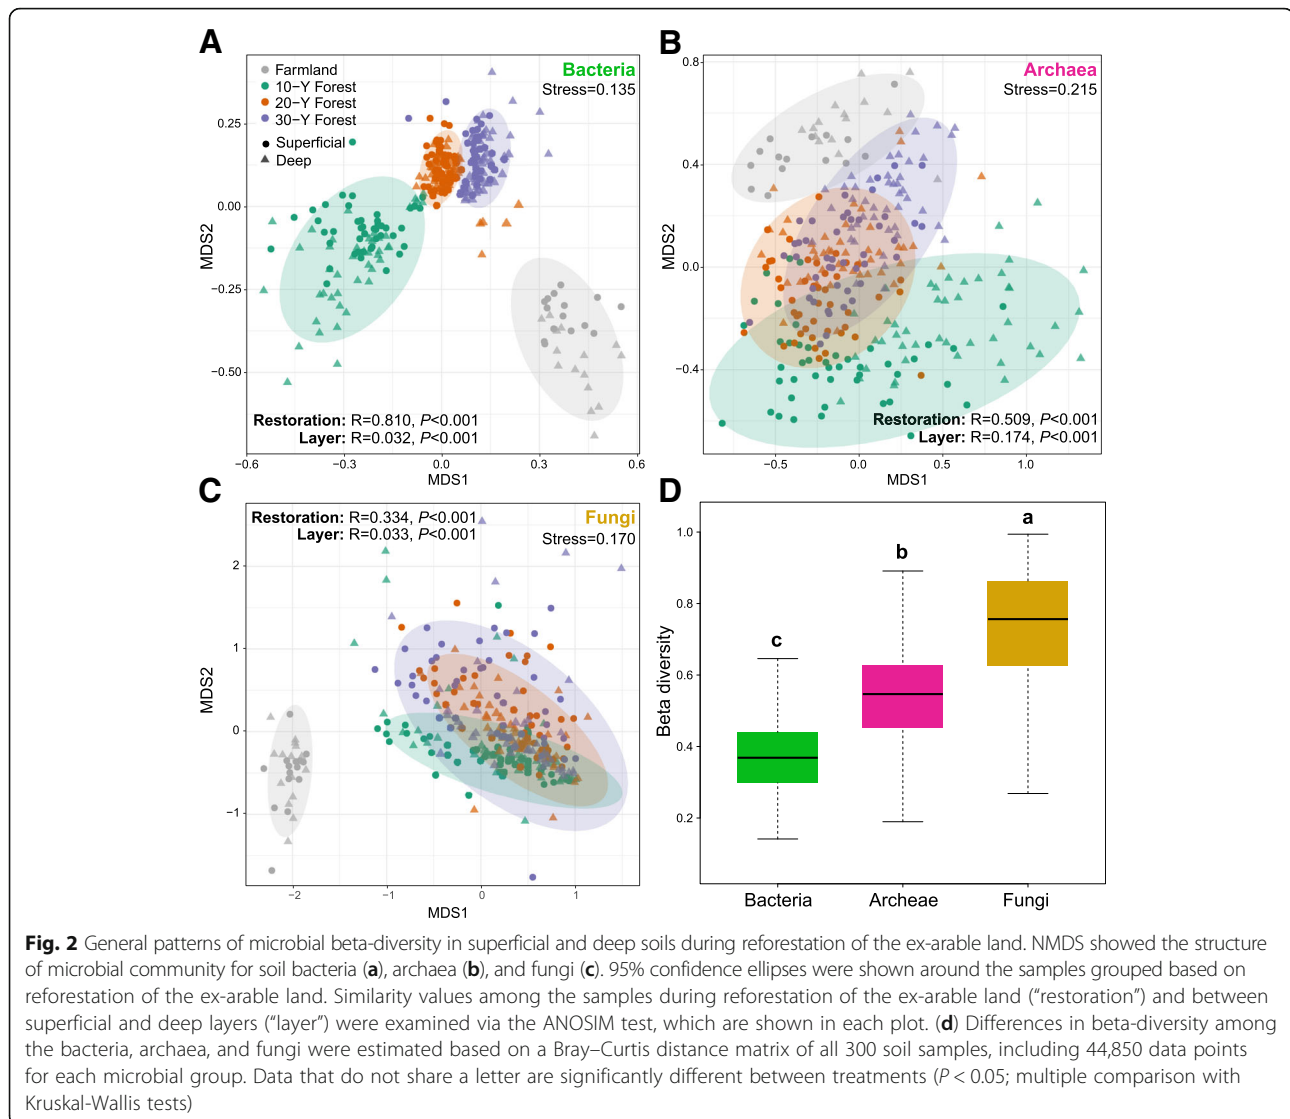 A
Bacteria
Stress=0.135
Farmland
10−Y Forest
20−Y Forest
30−Y Forest
Superficial
Deep
MDS2
0.25
0.00
−0.25
−0.50
Restoration: R=0.810, P<0.001
Layer: R=0.032, P<0.001
−0.6
−0.3
0.0
0.3
0.6
MDS1
B
Archaea
Stress=0.215
MDS2
0.8
0.4
0.0
−0.4
Restoration: R=0.509, P<0.001
Layer: R=0.174, P<0.001
−0.5
0.0
0.5
1.0
MDS1
C
Restoration: R=0.334, P<0.001
Layer: R=0.033, P<0.001
Fungi
Stress=0.170
MDS2
2
1
0
−1
−2
−1
0
1
MDS1
D
Beta diversity
1.0
0.8
0.6
0.4
0.2
c
b
a
Bacteria
Archeae
Fungi
Fig. 2 General patterns of microbial beta-diversity in superficial and deep soils during reforestation of the ex-arable land. NMDS showed the structure
of microbial community for soil bacteria (a), archaea (b), and fungi (c). 95% confidence ellipses were shown around the samples grouped based on
reforestation of the ex-arable land. Similarity values among the samples during reforestation of the ex-arable land (“restoration”) and between
superficial and deep layers (“layer”) were examined via the ANOSIM test, which are shown in each plot. (d) Differences in beta-diversity among
the bacteria, archaea, and fungi were estimated based on a Bray–Curtis distance matrix of all 300 soil samples, including 44,850 data points
for each microbial group. Data that do not share a letter are significantly different between treatments (P < 0.05; multiple comparison with
Kruskal-Wallis tests)